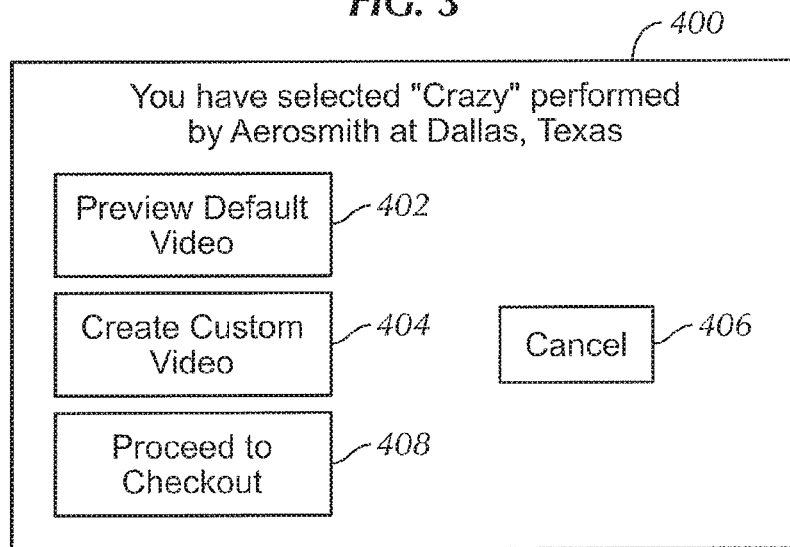 FIG. 3
400
You have selected "Crazy" performed
by Aerosmith at Dallas, Texas
Preview Default
Video
402
Create Custom
Video
404
Cancel
406
Proceed to
Checkout
408